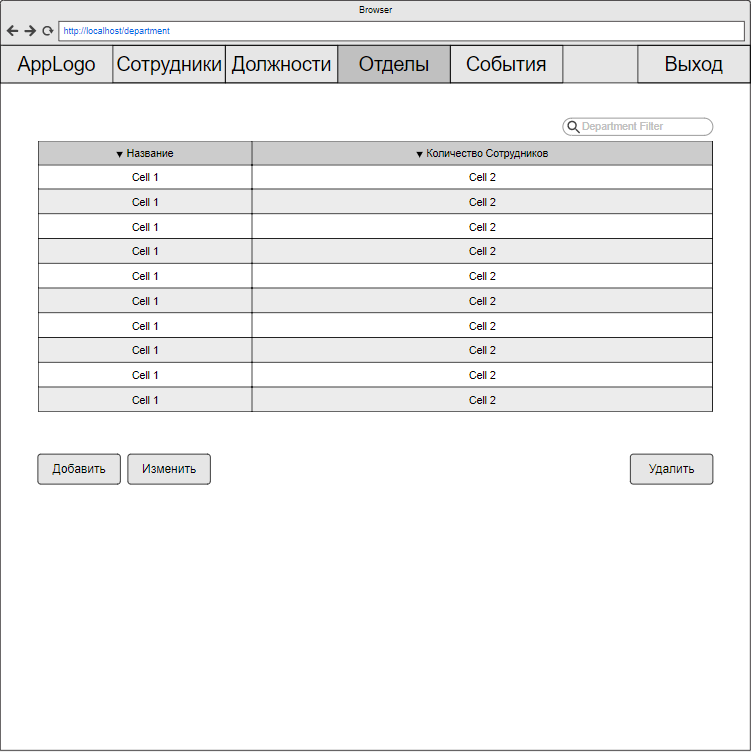 Browser
http://localhost/department
AppLogo Сотрудники Должности Отделы События Выход
Department Filter
▼ Название ▼ Количество Сотрудников
Cell 1 Cell 2
Cell 1 Cell 2
Cell 1 Cell 2
Cell 1 Cell 2
Cell 1 Cell 2
Cell 1 Cell 2
Cell 1 Cell 2
Cell 1 Cell 2
Cell 1 Cell 2
Cell 1 Cell 2
Добавить Изменить Удалить